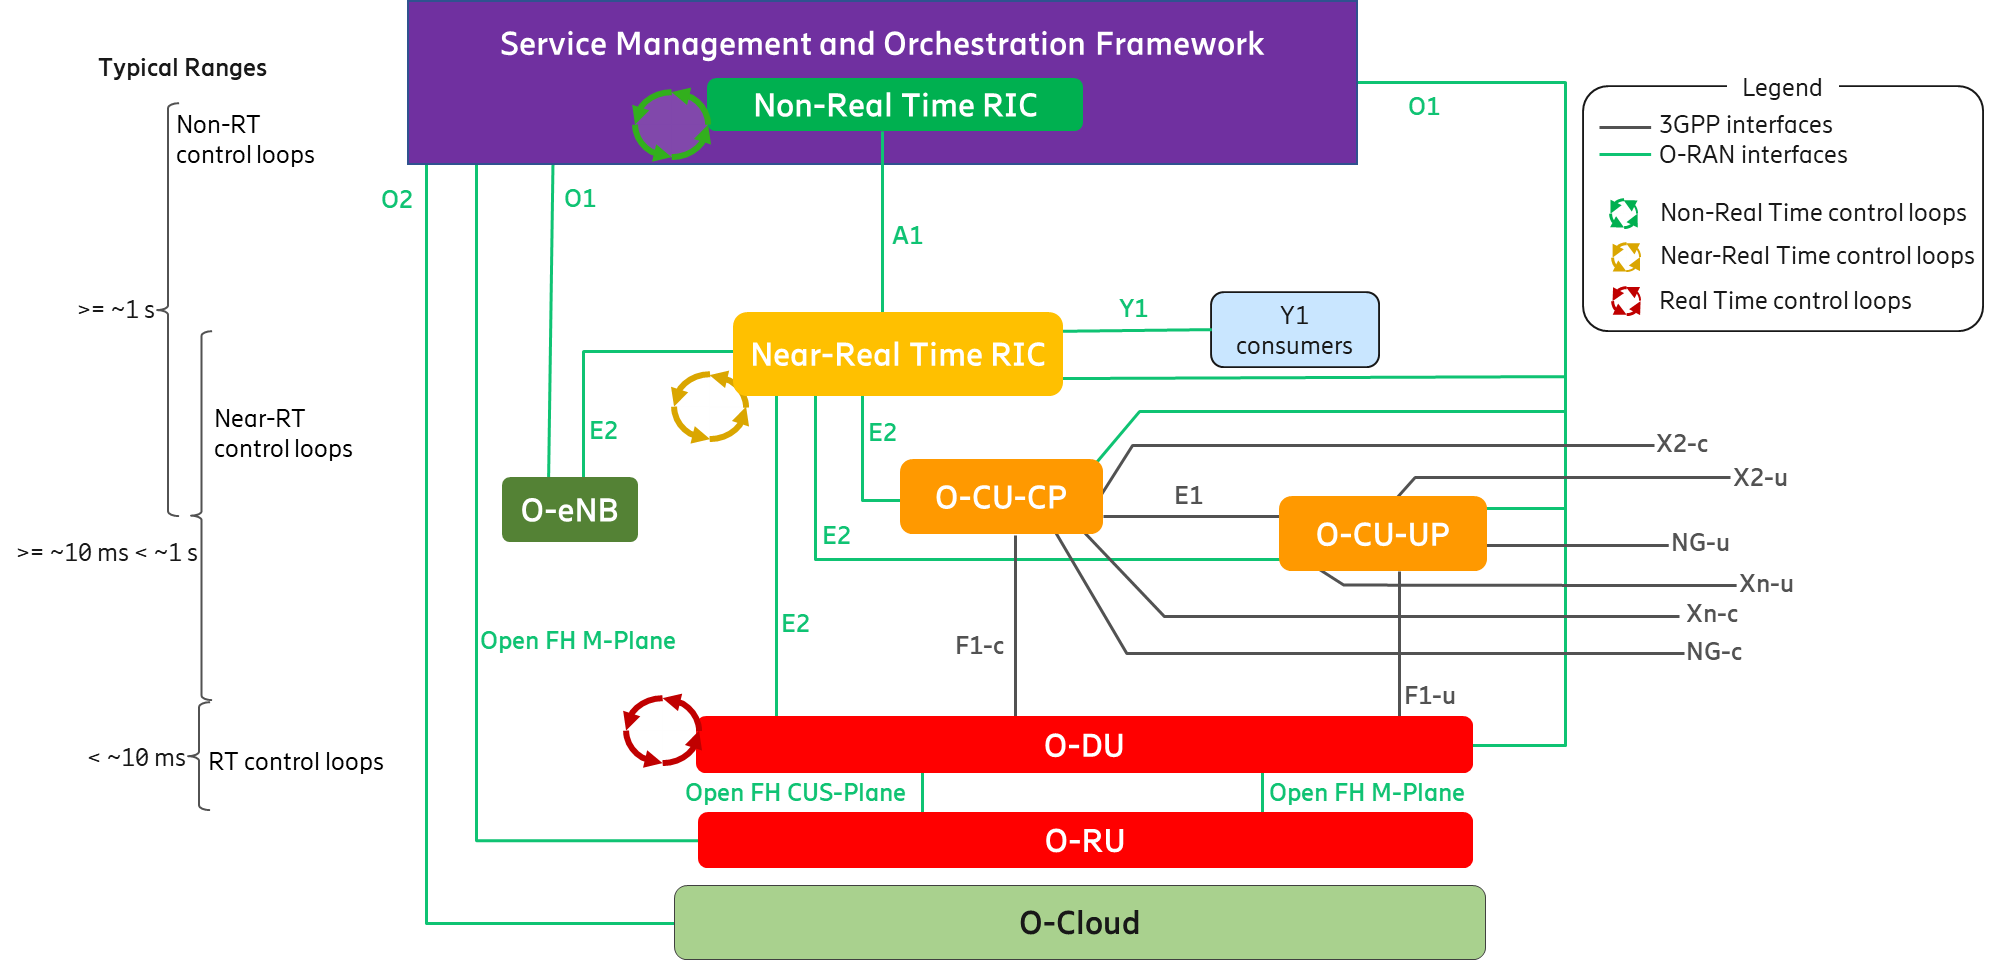 Service Management and Orchestration Framework
Non-Real Time RIC
Typical Ranges
Non-RT
control loops
>= ~1 s
Near-RT
control loops
>= ~10 ms < ~1 s
< ~10 ms
RT control loops
O2
O1
A1
O1
Legend
3GPP interfaces
O-RAN interfaces
Non-Real Time control loops
Near-Real Time control loops
Real Time control loops
Near-Real Time RIC
Y1
Y1
consumers
E2
E2
E2
E2
O-eNB
O-CU-CP
E1
O-CU-UP
X2-c
X2-u
NG-u
Xn-u
Xn-c
NG-c
Open FH M-Plane
F1-c
F1-u
O-DU
Open FH CUS-Plane
Open FH M-Plane
O-RU
O-Cloud